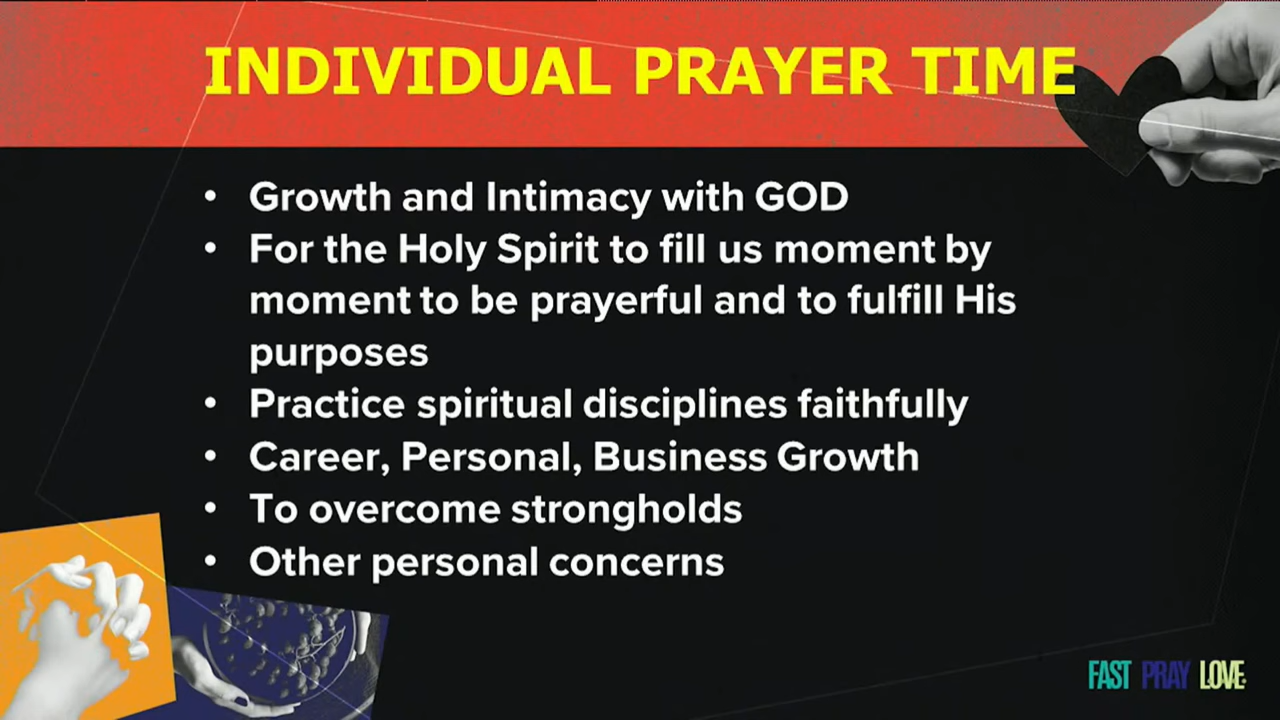 INDIVIDUAL PRAYER TIME
• Growth and Intimacy with GOD
• For the Holy Spirit to fill us moment by
moment to be prayerful and to fulfill His
purposes
• Practice spiritual disciplines faithfully
• Career, Personal, Business Growth
• To overcome strongholds
• Other personal concerns
FAST PRAY LOVE